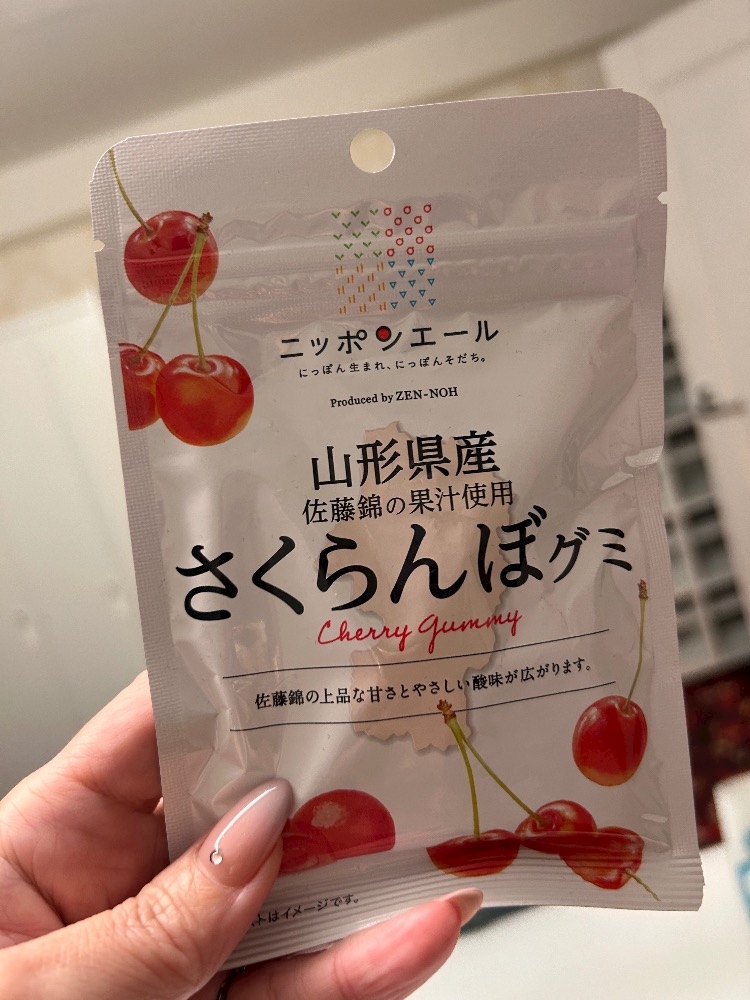 ニッポンエール
にっぽん生まれ、にっぽんそだち。
Produced by ZEN-NOH
山形県産
佐藤錦の果汁使用
さくらんぼグミ
Cherry Gummy
佐藤錦の上品な甘さとやさしい酸味が広がります。
トはイメージです。